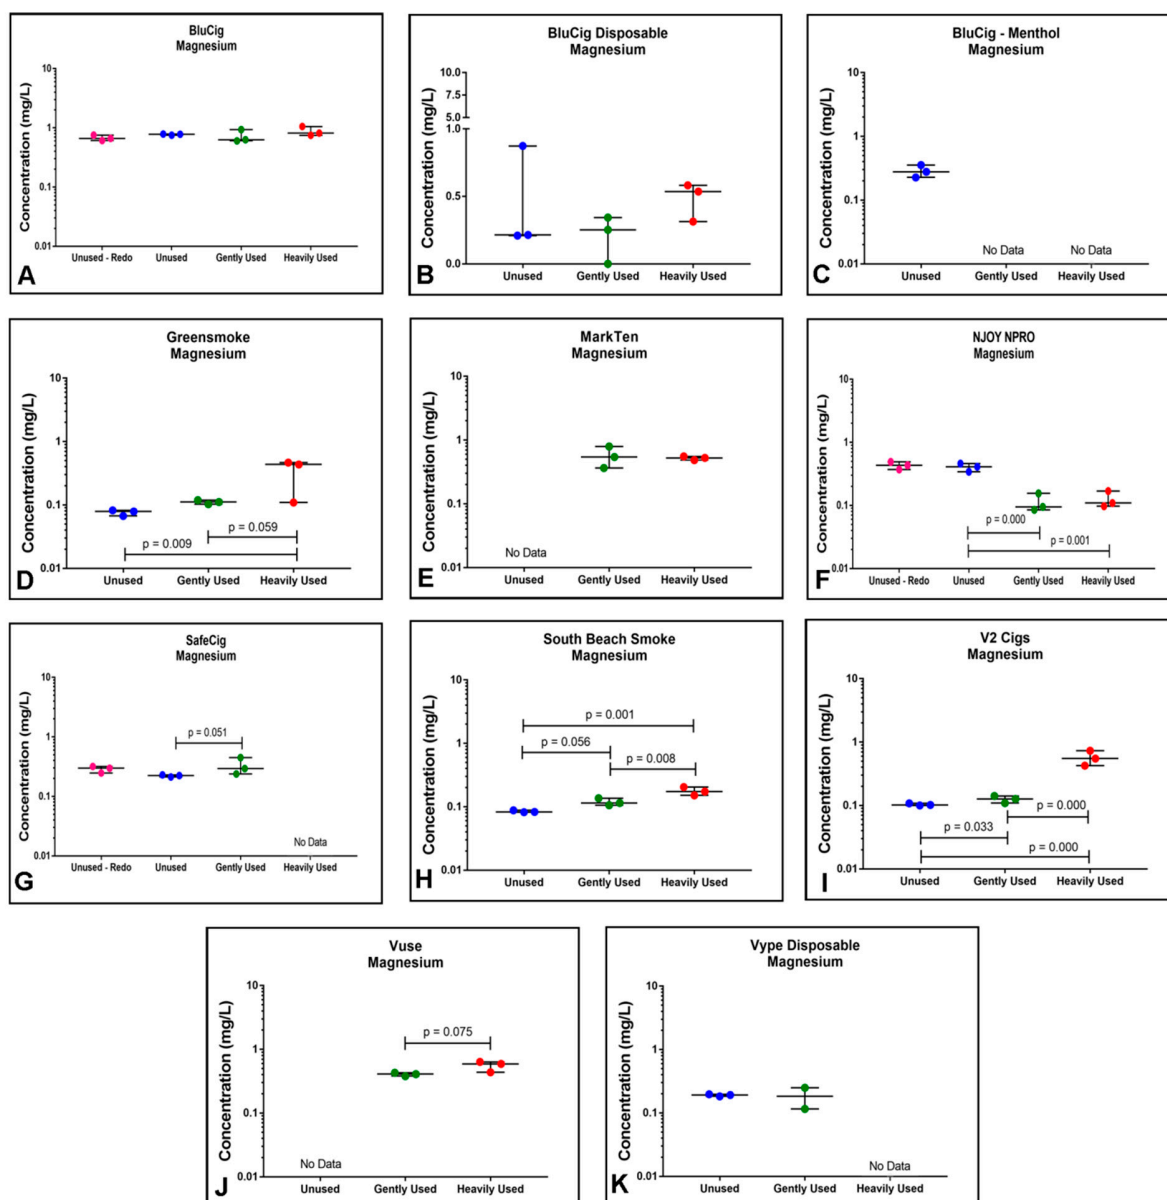 BluCig
Magnesium
Concentration (mg/L)
10
1
0.1
0.01
Unused - Redo
Unused
Gently Used
Heavily Used
A
BluCig Disposable
Magnesium
Concentration (mg/L)
10.0
7.5
5.0
1.0
0.5
0.0
Unused
Gently Used
Heavily Used
B
BluCig - Menthol
Magnesium
Concentration (mg/L)
10
1
0.1
0.01
No Data
No Data
Unused
Gently Used
Heavily Used
C
Greensmoke
Magnesium
Concentration (mg/L)
10
1
0.1
0.01
p = 0.059
p = 0.009
Unused
Gently Used
Heavily Used
D
MarkTen
Magnesium
Concentration (mg/L)
10
1
0.1
0.01
No Data
Unused
Gently Used
Heavily Used
E
NJOY NPRO
Magnesium
Concentration (mg/L)
10
1
0.1
0.01
p = 0.000
p = 0.001
Unused - Redo
Unused
Gently Used
Heavily Used
F
SafeCig
Magnesium
Concentration (mg/L)
10
1
0.1
0.01
p = 0.051
No Data
Unused - Redo
Unused
Gently Used
Heavily Used
G
South Beach Smoke
Magnesium
Concentration (mg/L)
10
1
0.1
0.01
p = 0.001
p = 0.056
p = 0.008
Unused
Gently Used
Heavily Used
H
V2 Cigs
Magnesium
Concentration (mg/L)
10
1
0.1
0.01
p = 0.000
p = 0.033
p = 0.000
Unused
Gently Used
Heavily Used
I
Vuse
Magnesium
Concentration (mg/L)
10
1
0.1
0.01
p = 0.075
No Data
Unused
Gently Used
Heavily Used
J
Vype Disposable
Magnesium
Concentration (mg/L)
10
1
0.1
0.01
No Data
Unused
Gently Used
Heavily Used
K